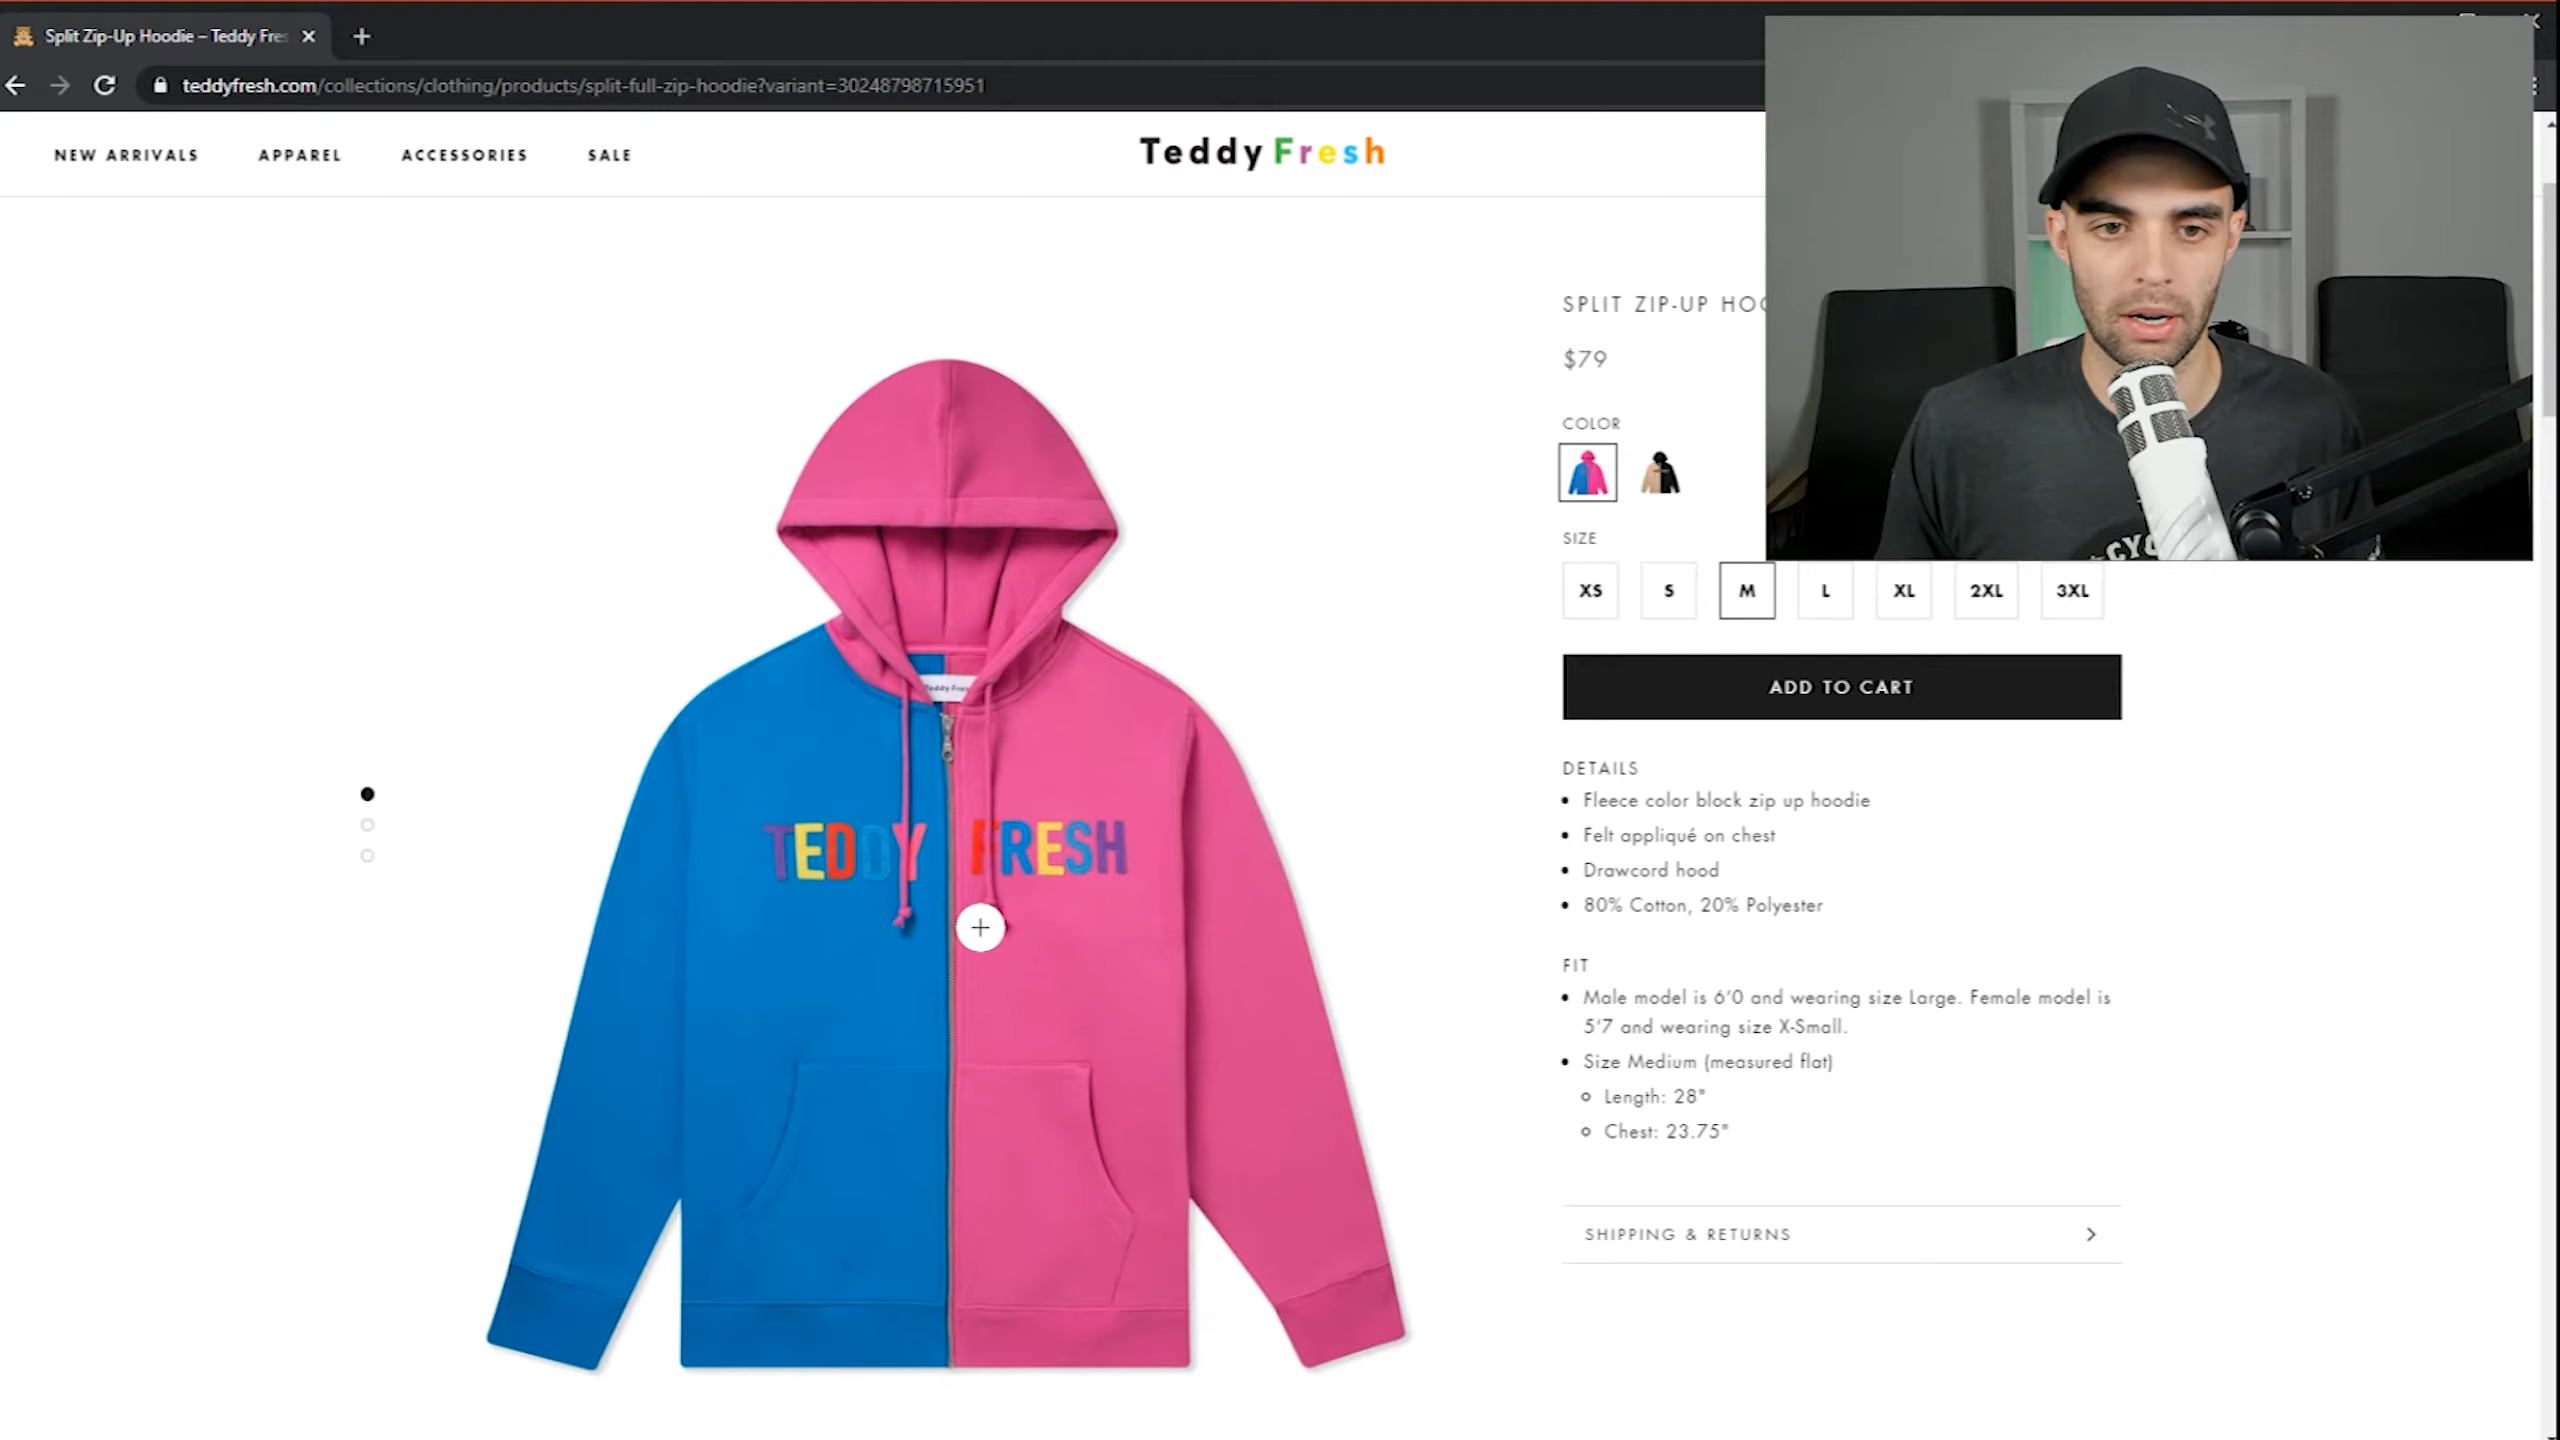 Split Zip-Up Hoodie – Teddy Fre
teddyfresh.com/collections/clothing/products/split-full-zip-hoodie?variant=30248798715951
NEW ARRIVALS APPAREL ACCESSORIES SALE
Teddy Fresh
SPLIT ZIP-UP HOO
$79
COLOR
SIZE
XS S M L XL 2XL 3XL
ADD TO CART
DETAILS
Fleece color block zip up hoodie
Felt appliqué on chest
Drawcord hood
80% Cotton, 20% Polyester
FIT
Male model is 6'0 and wearing size Large. Female model is
5'7 and wearing size X-Small.
Size Medium (measured flat)
Length: 28"
Chest: 23.75"
SHIPPING & RETURNS
Teddy Fres
TEDDY FRESH